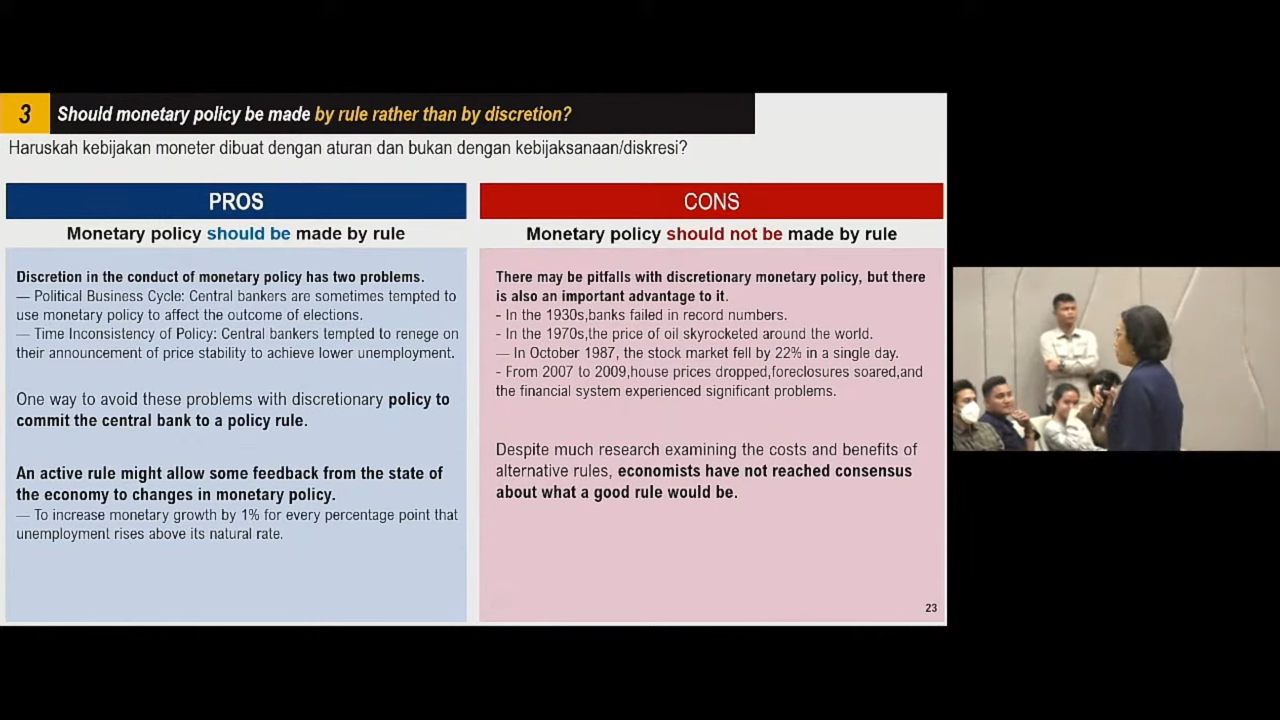 3
Should monetary policy be made by rule rather than by discretion?
Haruskah kebijakan moneter dibuat dengan aturan dan bukan dengan kebijaksanaan/diskresi?
PROS
Monetary policy should be made by rule
Discretion in the conduct of monetary policy has two problems.
— Political Business Cycle: Central bankers are sometimes tempted to
use monetary policy to affect the outcome of elections.
— Time Inconsistency of Policy: Central bankers tempted to renege on
their announcement of price stability to achieve lower unemployment.
One way to avoid these problems with discretionary policy to
commit the central bank to a policy rule.
An active rule might allow some feedback from the state of
the economy to changes in monetary policy.
— To increase monetary growth by 1% for every percentage point that
unemployment rises above its natural rate.
CONS
Monetary policy should not be made by rule
There may be pitfalls with discretionary monetary policy, but there
is also an important advantage to it.
- In the 1930s,banks failed in record numbers.
- In the 1970s,the price of oil skyrocketed around the world.
— In October 1987, the stock market fell by 22% in a single day.
- From 2007 to 2009,house prices dropped,foreclosures soared,and
the financial system experienced significant problems.
Despite much research examining the costs and benefits of
alternative rules, economists have not reached consensus
about what a good rule would be.
23